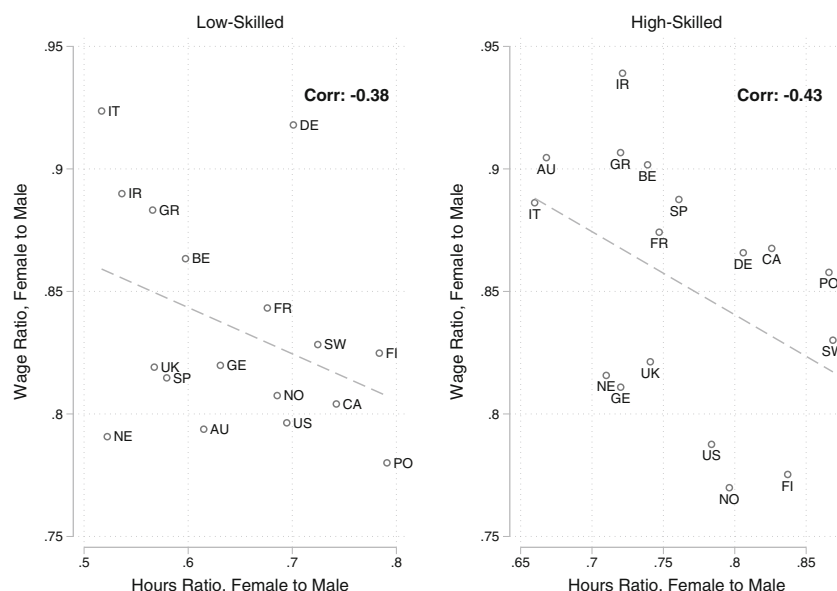 Low-Skilled
Wage Ratio, Female to Male
.95
.9
.85
.8
.75
Corr: -0.38
IT
DE
IR
GR
BE
FR
SW
FI
UK
GE
SP
NO
CA
US
AU
NE
PO
.5
.6
.7
.8
Hours Ratio, Female to Male
High-Skilled
Wage Ratio, Female to Male
.95
.9
.85
.8
.75
Corr: -0.43
IR
AU
GR
BE
IT
SP
FR
DE
CA
PO
SW
UK
NE
GE
US
NO
FI
.65
.7
.75
.8
.85
Hours Ratio, Female to Male